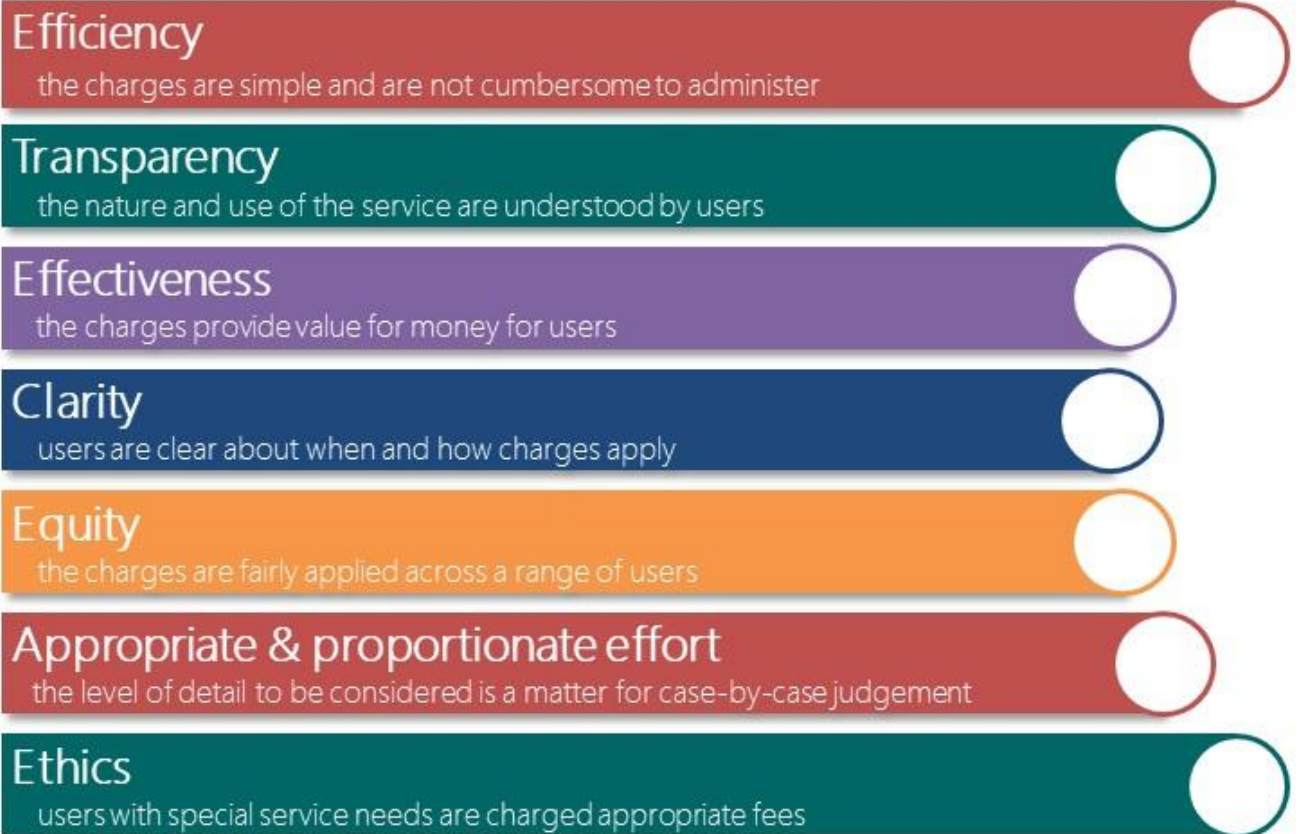 Efficiency
the charges are simple and are not cumbersome to administer
Transparency
the nature and use of the service are understood by users
Effectiveness
the charges provide value for money for users
Clarity
users are clear about when and how charges apply
Equity
the charges are fairly applied across a range of users
Appropriate & proportionate effort
the level of detail to be considered is a matter for case-by-case judgement
Ethics
users with special service needs are charged appropriate fees